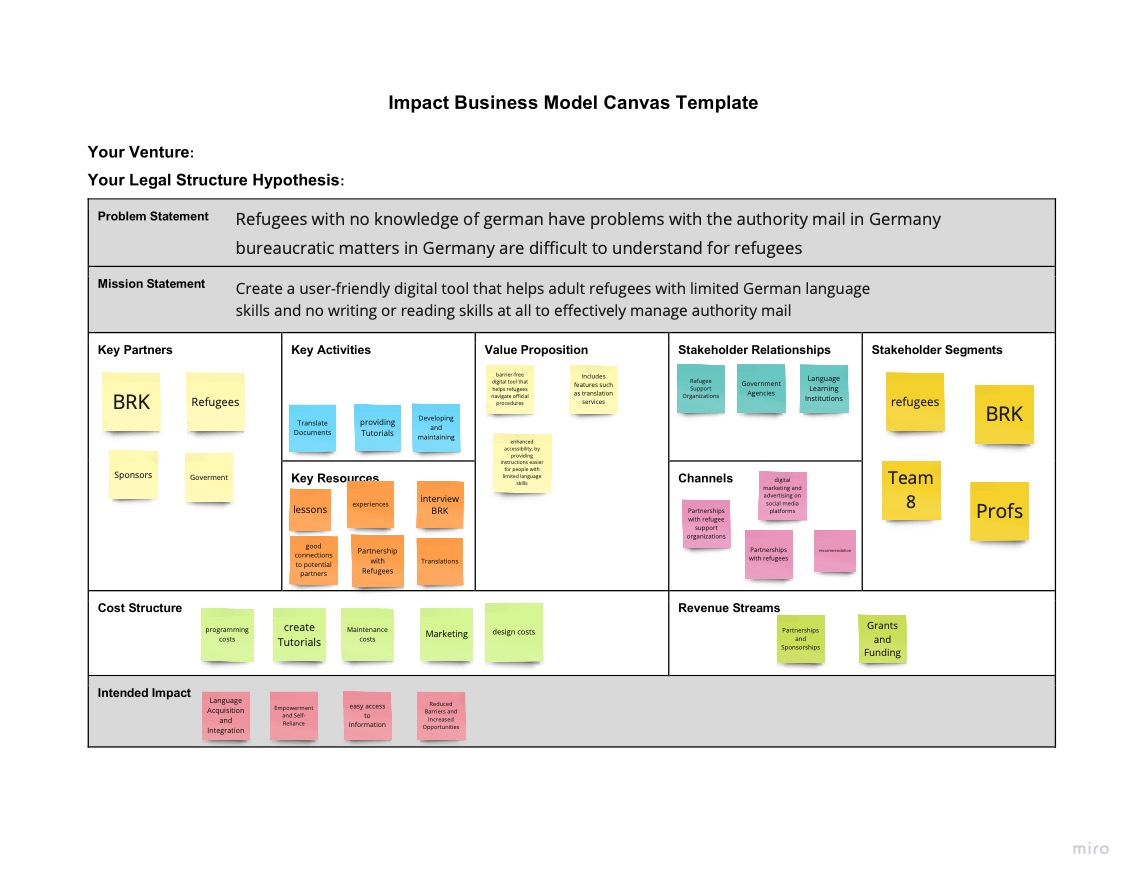 Impact Business Model Canvas Template
Your Venture:
Your Legal Structure Hypothesis:
Problem Statement
Refugees with no knowledge of german have problems with the authority mail in Germany
bureaucratic matters in Germany are difficult to understand for refugees
Mission Statement
Create a user-friendly digital tool that helps adult refugees with limited German language
skills and no writing or reading skills at all to effectively manage authority mail
Key Partners
BRK
Refugees
Sponsors
Goverment
Key Activities
Translate
Documents
providing
Tutorials
Developing
and
maintaining
Key Resources
lessons
experiences
interview
BRK
good
connections
to potential
partners
Partnership
with
Refugees
Translations
Value Proposition
barrier-free
digital tool that
helps refugees
navigate official
procedures
includes
features such
as translation
services
enhanced
accessibility, by
providing
instructions easier
for people with
limited language
skills
Stakeholder Relationships
Refugee
Support
Organizations
Government
Agencies
Language
Learning
Institutions
Channels
digital
marketing and
advertising on
social media
platforms
Partnerships
with refugee
support
organizations
Partnerships
with refugees
recommendation
Stakeholder Segments
refugees
BRK
Team
8
Profs
Cost Structure
programming
costs
create
Tutorials
Maintenance
costs
Marketing
design costs
Revenue Streams
Partnerships
and
Sponsorships
Grants
and
Funding
Intended Impact
Language
Acquisition
and
Integration
Empowerment
and Self-
Reliance
easy access
to
Information
Reduced
Barriers and
Increased
Opportunities
miro